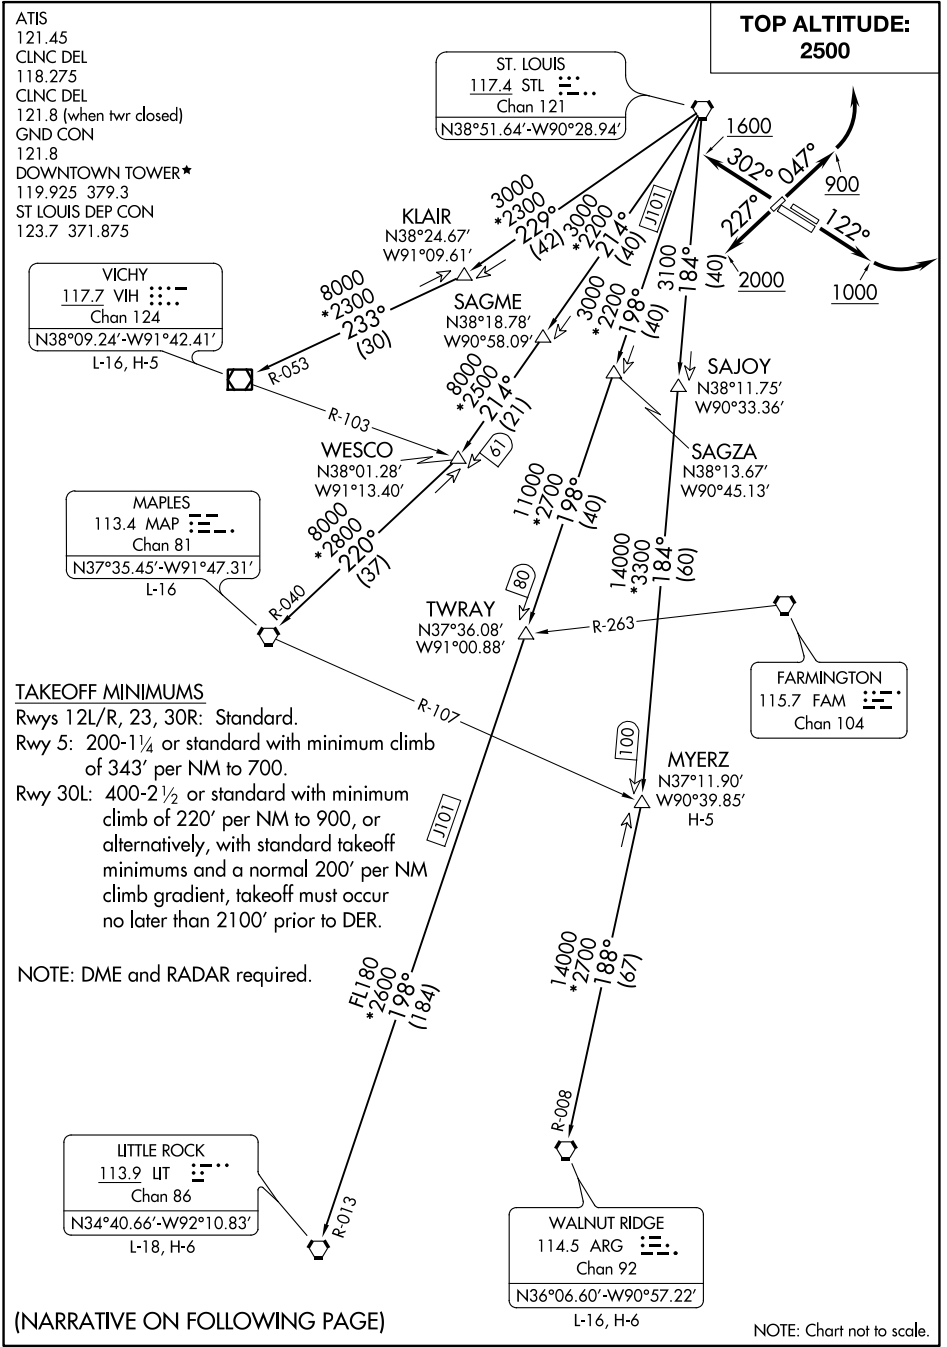 ATIS
121.45
CLNC DEL
118.275
CLNC DEL
121.8 (when twr closed)
GND CON
121.8
DOWNTOWN TOWER★
119.925 379.3
ST LOUIS DEP CON
123.7 371.875
TOP ALTITUDE:
2500
ST. LOUIS
117.4 STL
Chan 121
N38°51.64′-W90°28.94′
1600
302°
047°
900
227°
122°
2000
1000
KLAIR
N38°24.67′
W91°09.61′
3000
*2300
229°
(42)
3000
*2200
214°
(40)
J101
3000
*2200
198°
(40)
3100
184°
(40)
VICHY
117.7 VIH
Chan 124
N38°09.24′-W91°42.41′
L-16, H-5
8000
*2300
233°
(30)
R-053
SAGME
N38°18.78′
W90°58.09′
8000
*2500
214°
(21)
R-103
61
WESCO
N38°01.28′
W91°13.40′
SAJOY
N38°11.75′
W90°33.36′
SAGZA
N38°13.67′
W90°45.13′
MAPLES
113.4 MAP
Chan 81
N37°35.45′-W91°47.31′
L-16
8000
*2800
220°
(37)
R-040
11000
*2700
198°
(40)
14000
*3300
184°
(60)
80
TWRAY
N37°36.08′
W91°00.88′
R-263
FARMINGTON
115.7 FAM
Chan 104
R-107
100
MYERZ
N37°11.90′
W90°39.85′
H-5
TAKEOFF MINIMUMS
Rwys 12L/R, 23, 30R: Standard.
Rwy 5: 200-1¼ or standard with minimum climb
of 343′ per NM to 700.
Rwy 30L: 400-2½ or standard with minimum
climb of 220′ per NM to 900, or
alternatively, with standard takeoff
minimums and a normal 200′ per NM
climb gradient, takeoff must occur
no later than 2100′ prior to DER.
NOTE: DME and RADAR required.
J101
FL180
*2600
198°
(184)
14000
*2700
188°
(67)
R-008
R-013
LITTLE ROCK
113.9 LIT
Chan 86
N34°40.66′-W92°10.83′
L-18, H-6
WALNUT RIDGE
114.5 ARG
Chan 92
N36°06.60′-W90°57.22′
L-16, H-6
(NARRATIVE ON FOLLOWING PAGE)
NOTE: Chart not to scale.